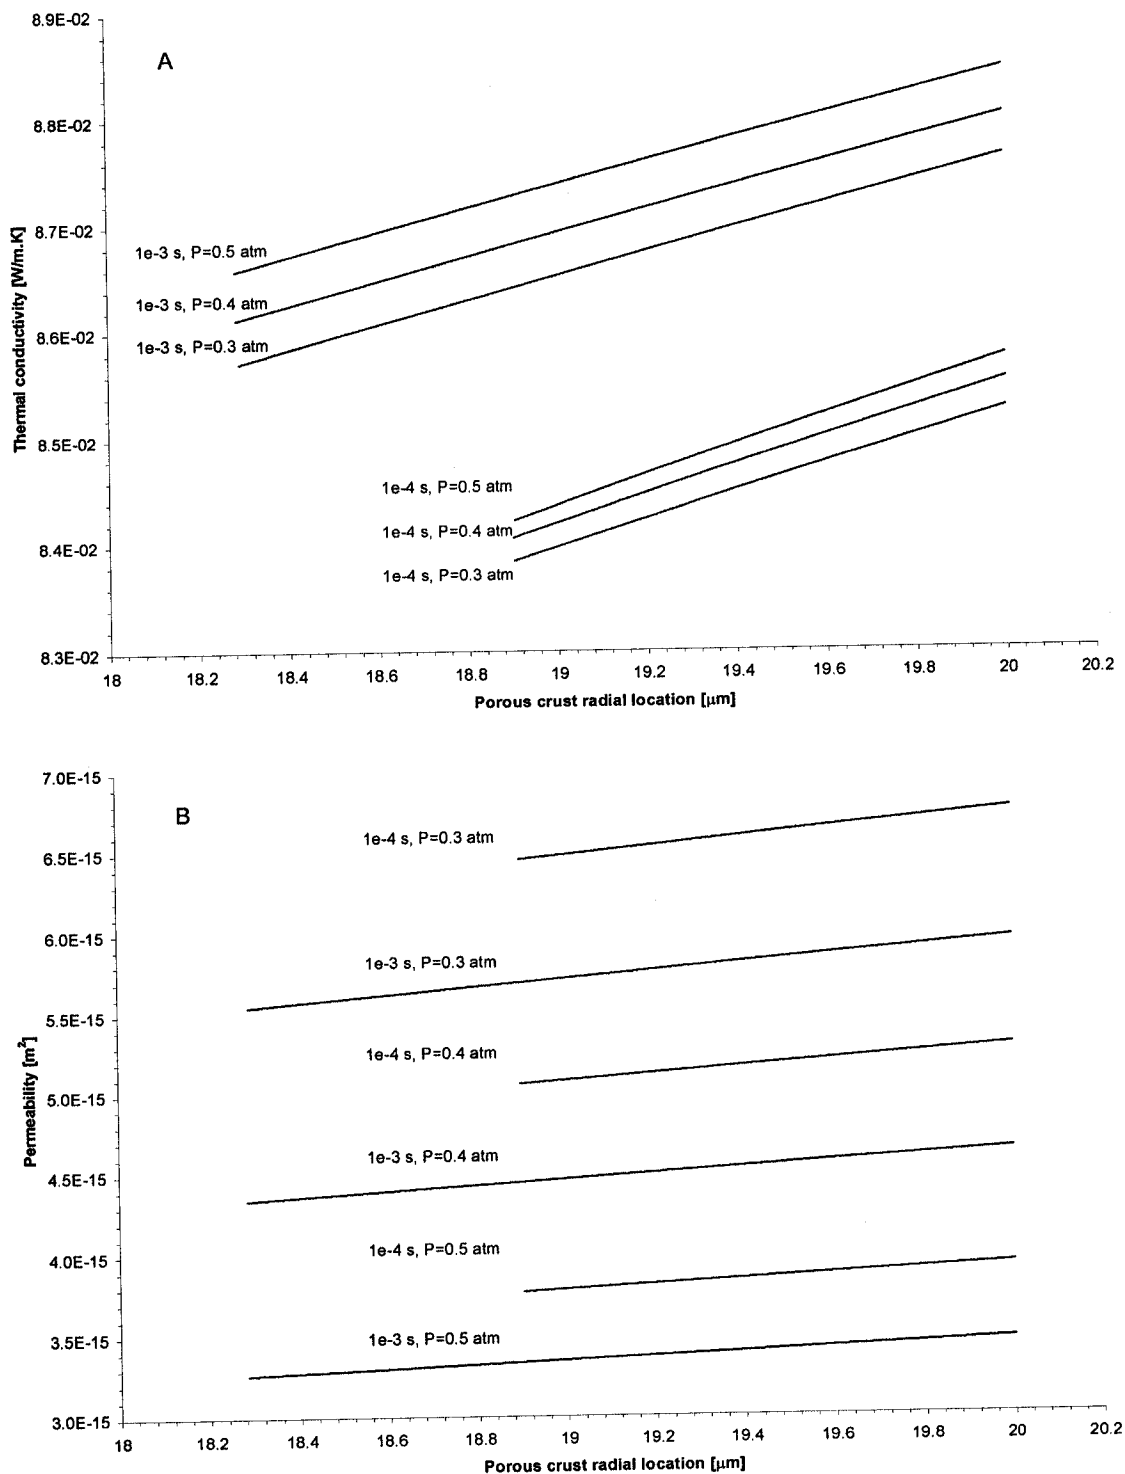 8.9E-02
A
8.8E-02
8.7E-02
1e-3 s, P=0.5 atm
1e-3 s, P=0.4 atm
8.6E-02
1e-3 s, P=0.3 atm
8.5E-02
1e-4 s, P=0.5 atm
1e-4 s, P=0.4 atm
8.4E-02
1e-4 s, P=0.3 atm
8.3E-02
Thermal conductivity [W/m.K]
18 18.2 18.4 18.6 18.8 19 19.2 19.4 19.6 19.8 20 20.2
Porous crust radial location [μm]
7.0E-15
B
1e-4 s, P=0.3 atm
6.5E-15
6.0E-15
1e-3 s, P=0.3 atm
5.5E-15
1e-4 s, P=0.4 atm
5.0E-15
1e-3 s, P=0.4 atm
4.5E-15
4.0E-15
1e-4 s, P=0.5 atm
3.5E-15
1e-3 s, P=0.5 atm
3.0E-15
Permeability [m²]
18 18.2 18.4 18.6 18.8 19 19.2 19.4 19.6 19.8 20 20.2
Porous crust radial location [μm]